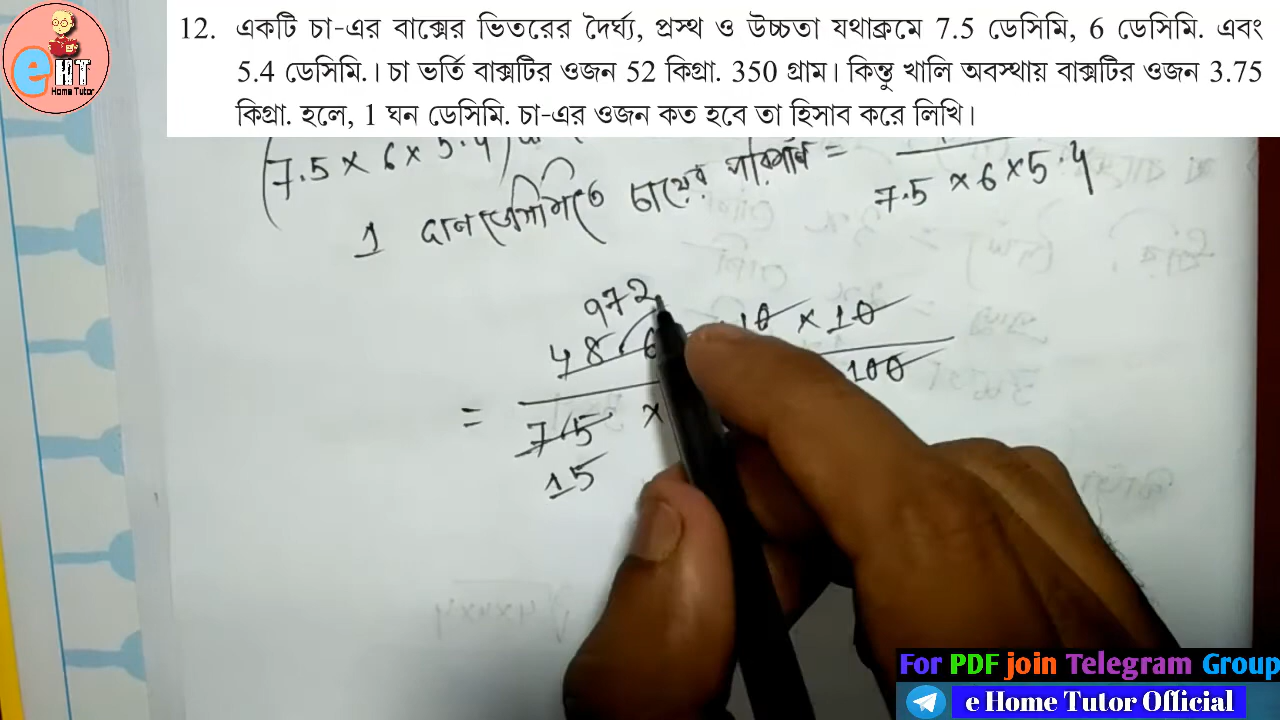 eHT
Home Tutor
12. একটি চা-এর বাক্সের ভিতরের দৈর্ঘ্য, প্রস্থ ও উচ্চতা যথাক্রমে 7.5 ডেসিমি, 6 ডেসিমি. এবং
5.4 ডেসিমি.। চা ভর্তি বাক্সটির ওজন 52 কিগ্রা. 350 গ্রাম। কিন্তু খালি অবস্থায় বাক্সটির ওজন 3.75
কিগ্রা. হলে, 1 ঘন ডেসিমি. চা-এর ওজন কত হবে তা হিসাব করে লিখি।
(7.5 × 6 × 5.4)
1 ঘনডেসিমিতে চায়ের পরিমাণ =
7.5 × 6 × 5.4
972
48.6 10 × 10
= 100
75 ×
15
For PDF join Telegram Group
e Home Tutor Official